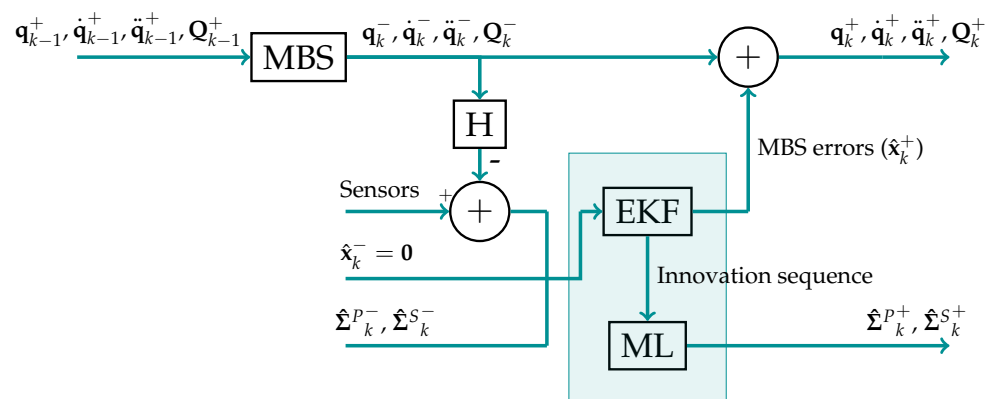 q⁺ₖ₋₁, q̇⁺ₖ₋₁, q̈⁺ₖ₋₁, Q⁺ₖ₋₁
MBS
q⁻ₖ, q̇⁻ₖ, q̈⁻ₖ, Q⁻ₖ
+
q⁺ₖ, q̇⁺ₖ, q̈⁺ₖ, Q⁺ₖ
H
-
MBS errors (x̂⁺ₖ)
Sensors
+
+
EKF
x̂⁻ₖ = 0
Innovation sequence
Σ̂ᴾ⁻ₖ, Σ̂ˢ⁻ₖ
ML
Σ̂ᴾ⁺ₖ, Σ̂ˢ⁺ₖ